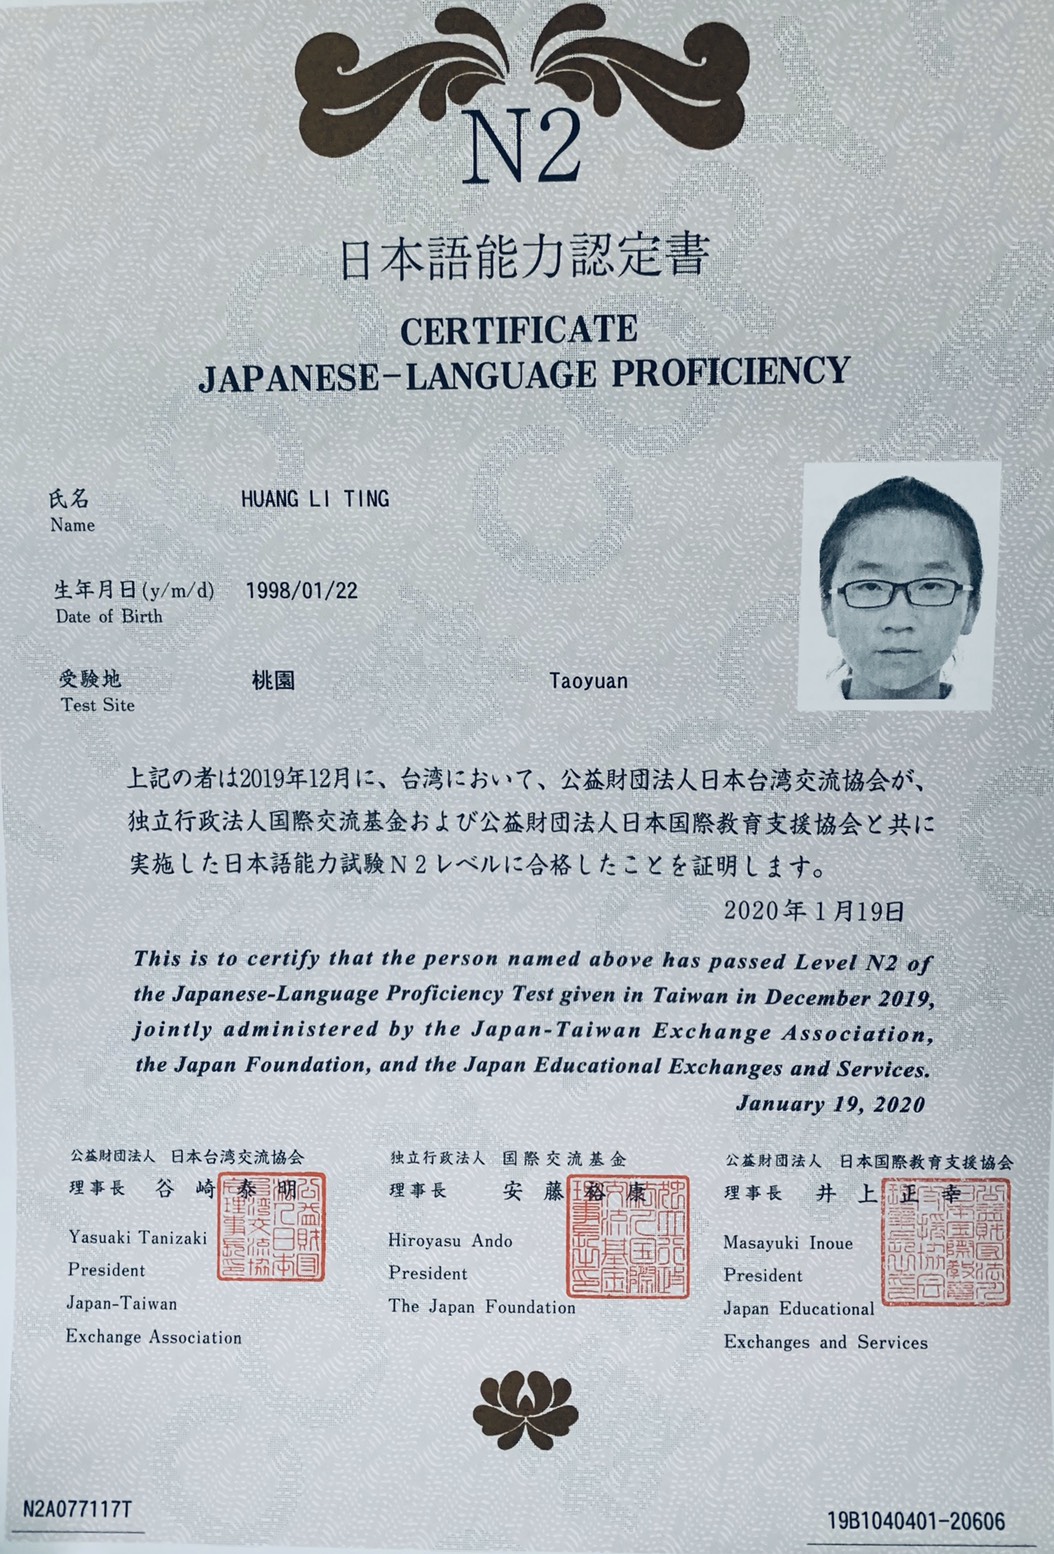 N2
日本語能力認定書
CERTIFICATE
JAPANESE-LANGUAGE PROFICIENCY
氏名 HUANG LI TING
Name
生年月日(y/m/d) 1998/01/22
Date of Birth
受験地 桃園 Taoyuan
Test Site
上記の者は2019年12月に、台湾において、公益財団法人日本台湾交流協会が、
独立行政法人国際交流基金および公益財団法人日本国際教育支援協会と共に
実施した日本語能力試験N2レベルに合格したことを証明します。
2020年1月19日
This is to certify that the person named above has passed Level N2 of
the Japanese-Language Proficiency Test given in Taiwan in December 2019,
jointly administered by the Japan-Taiwan Exchange Association,
the Japan Foundation, and the Japan Educational Exchanges and Services.
January 19, 2020
公益財団法人 日本台湾交流協会
理事長 谷崎泰明
Yasuaki Tanizaki
President
Japan-Taiwan
Exchange Association
独立行政法人 国際交流基金
理事長 安藤裕康
Hiroyasu Ando
President
The Japan Foundation
公益財団法人 日本国際教育支援協会
理事長 井上正幸
Masayuki Inoue
President
Japan Educational
Exchanges and Services
N2A077117T
19B1040401-20606